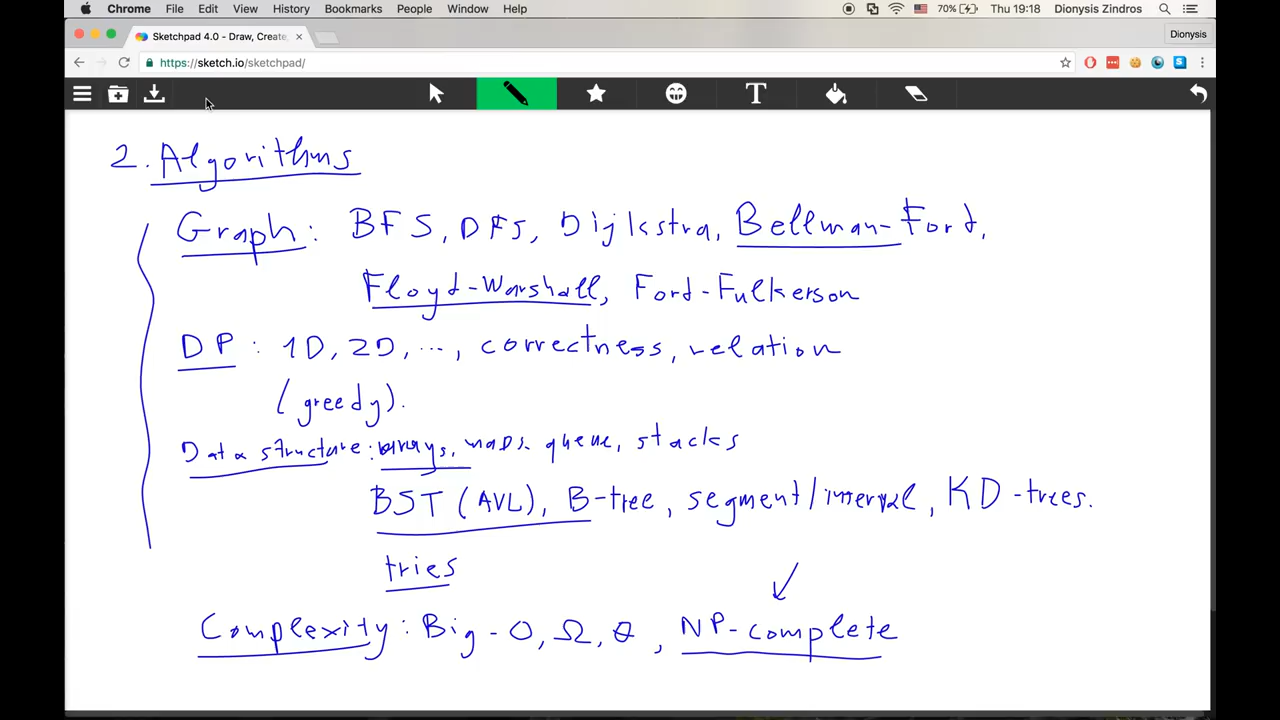 Chrome File Edit View History Bookmarks People Window Help 70% Thu 19:18 Dionysis Zindros
Sketchpad 4.0 - Draw, Create, Dionysis
https://sketch.io/sketchpad/
T
2. Algorithms
Graph: BFS, DFS, Dijkstra, Bellman-Ford,
Floyd-Warshall, Ford-Fulkerson
DP: 1D, 2D, ..., correctness, relation
(greedy).
Data structure: arrays, maps. queue, stacks
BST (AVL), B-tree, segment/interval, KD-trees.
tries
Complexity: Big-O, Ω, θ, NP-complete